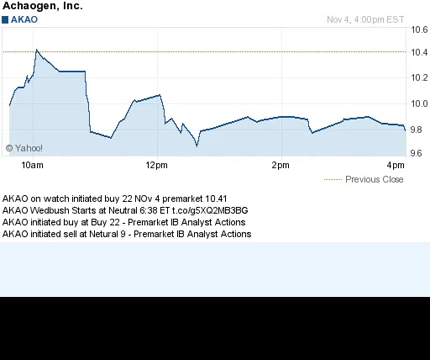 Achaogen, Inc.
AKAO Nov 4, 4:00pm EST
10.6
10.4
10.2
10.0
9.8
9.6
© Yahoo!
10am 12pm 2pm 4pm
Previous Close
AKAO on watch initiated buy 22 NOv 4 premarket 10.41
AKAO Wedbush Starts at Neutral 6:38 ET t.co/g5XQ2MB3BG
AKAO initiated buy at Buy 22 - Premarket IB Analyst Actions
AKAO initiated sell at Netural 9 - Premarket IB Analyst Actions